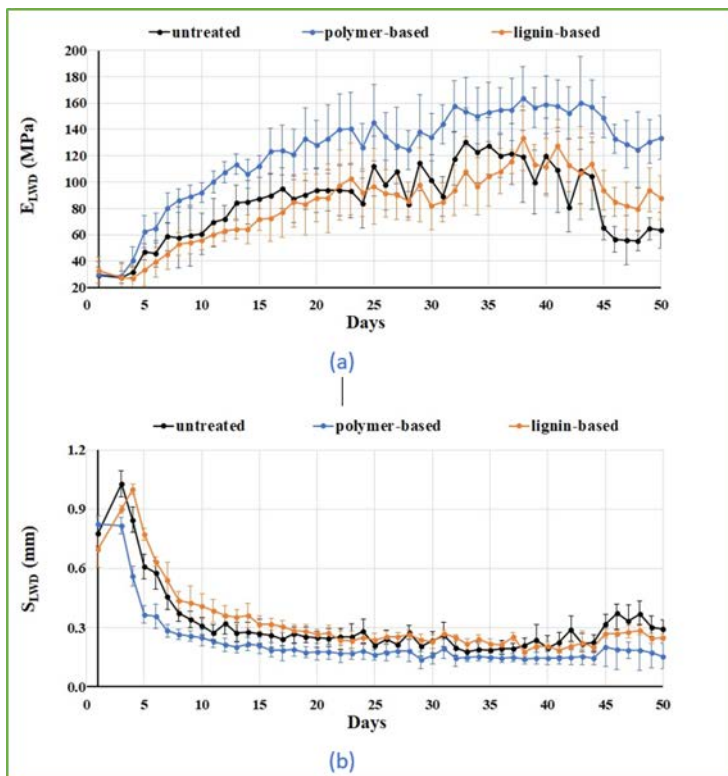 untreated polymer-based lignin-based
200
180
160
140
120
100
80
60
40
20
E_LWD (MPa)
0 5 10 15 20 25 30 35 40 45 50
Days
(a)
untreated polymer-based lignin-based
1.2
0.9
0.6
0.3
0.0
S_LWD (mm)
0 5 10 15 20 25 30 35 40 45 50
Days
(b)